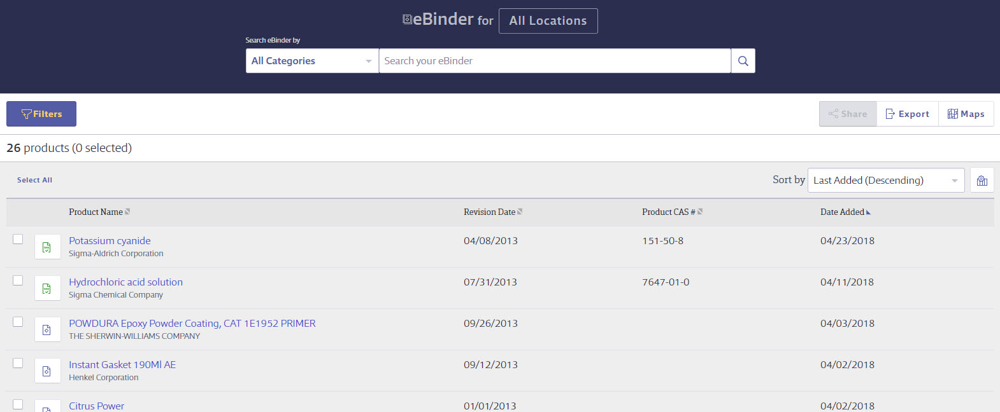 eBinder for All Locations
Search eBinder by
All Categories Search your eBinder
Filters Share Export Maps
26 products (0 selected)
Select All Sort by Last Added (Descending)
Product Name Revision Date Product CAS # Date Added
Potassium cyanide 04/08/2013 151-50-8 04/23/2018
Sigma-Aldrich Corporation
Hydrochloric acid solution 07/31/2013 7647-01-0 04/11/2018
Sigma Chemical Company
POWDURA Epoxy Powder Coating, CAT 1E1952 PRIMER 09/26/2013 04/03/2018
THE SHERWIN-WILLIAMS COMPANY
Instant Gasket 190Ml AE 09/12/2013 04/02/2018
Henkel Corporation
Citrus Power 01/01/2013 04/02/2018